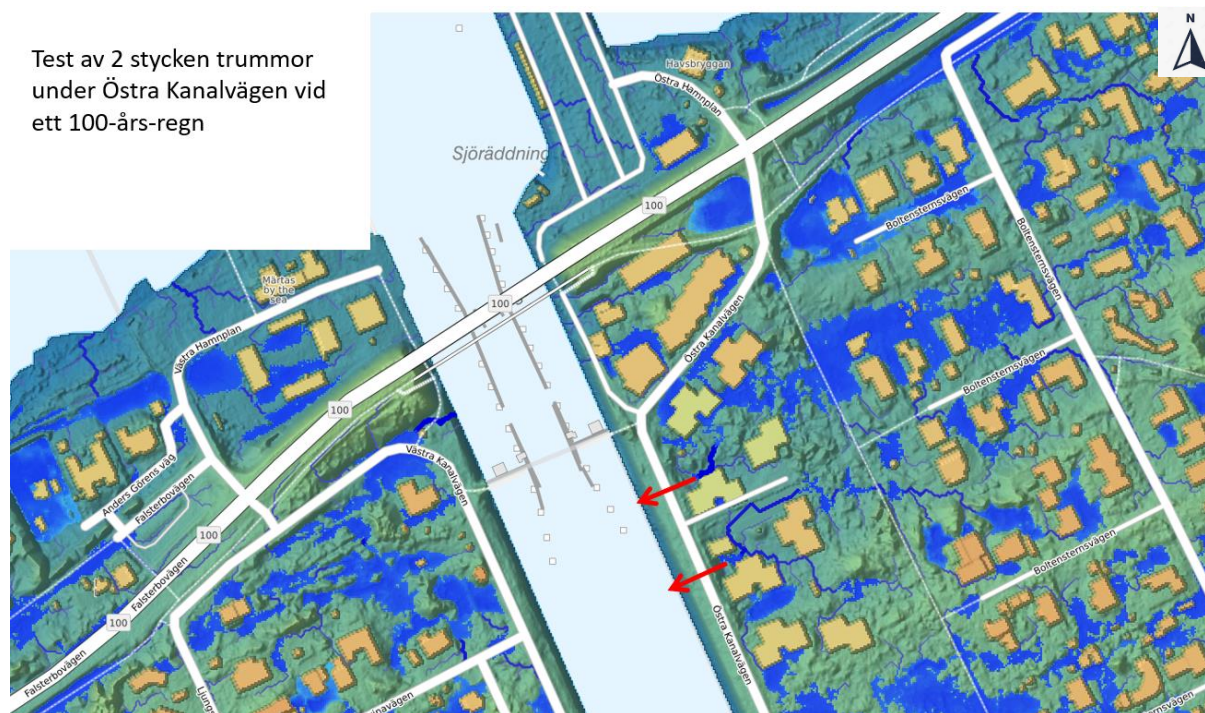 Test av 2 stycken trummor
under Östra Kanalvägen vid
ett 100-års-regn
N
Havsbryggan
Östra Hamnplan
Sjöräddning
100
Boltensternsvägen
Boltensternsvägen
Märtas
by the
sea
Västra Hamnplan
100
Östra Kanalvägen
Boltensternsvägen
100
Västra Kanalvägen
Anders Görens väg
Falsterbovägen
100
Boltensternsvägen
Falsterbovägen
100
Östra Kanalvägen
Falsterbovägen